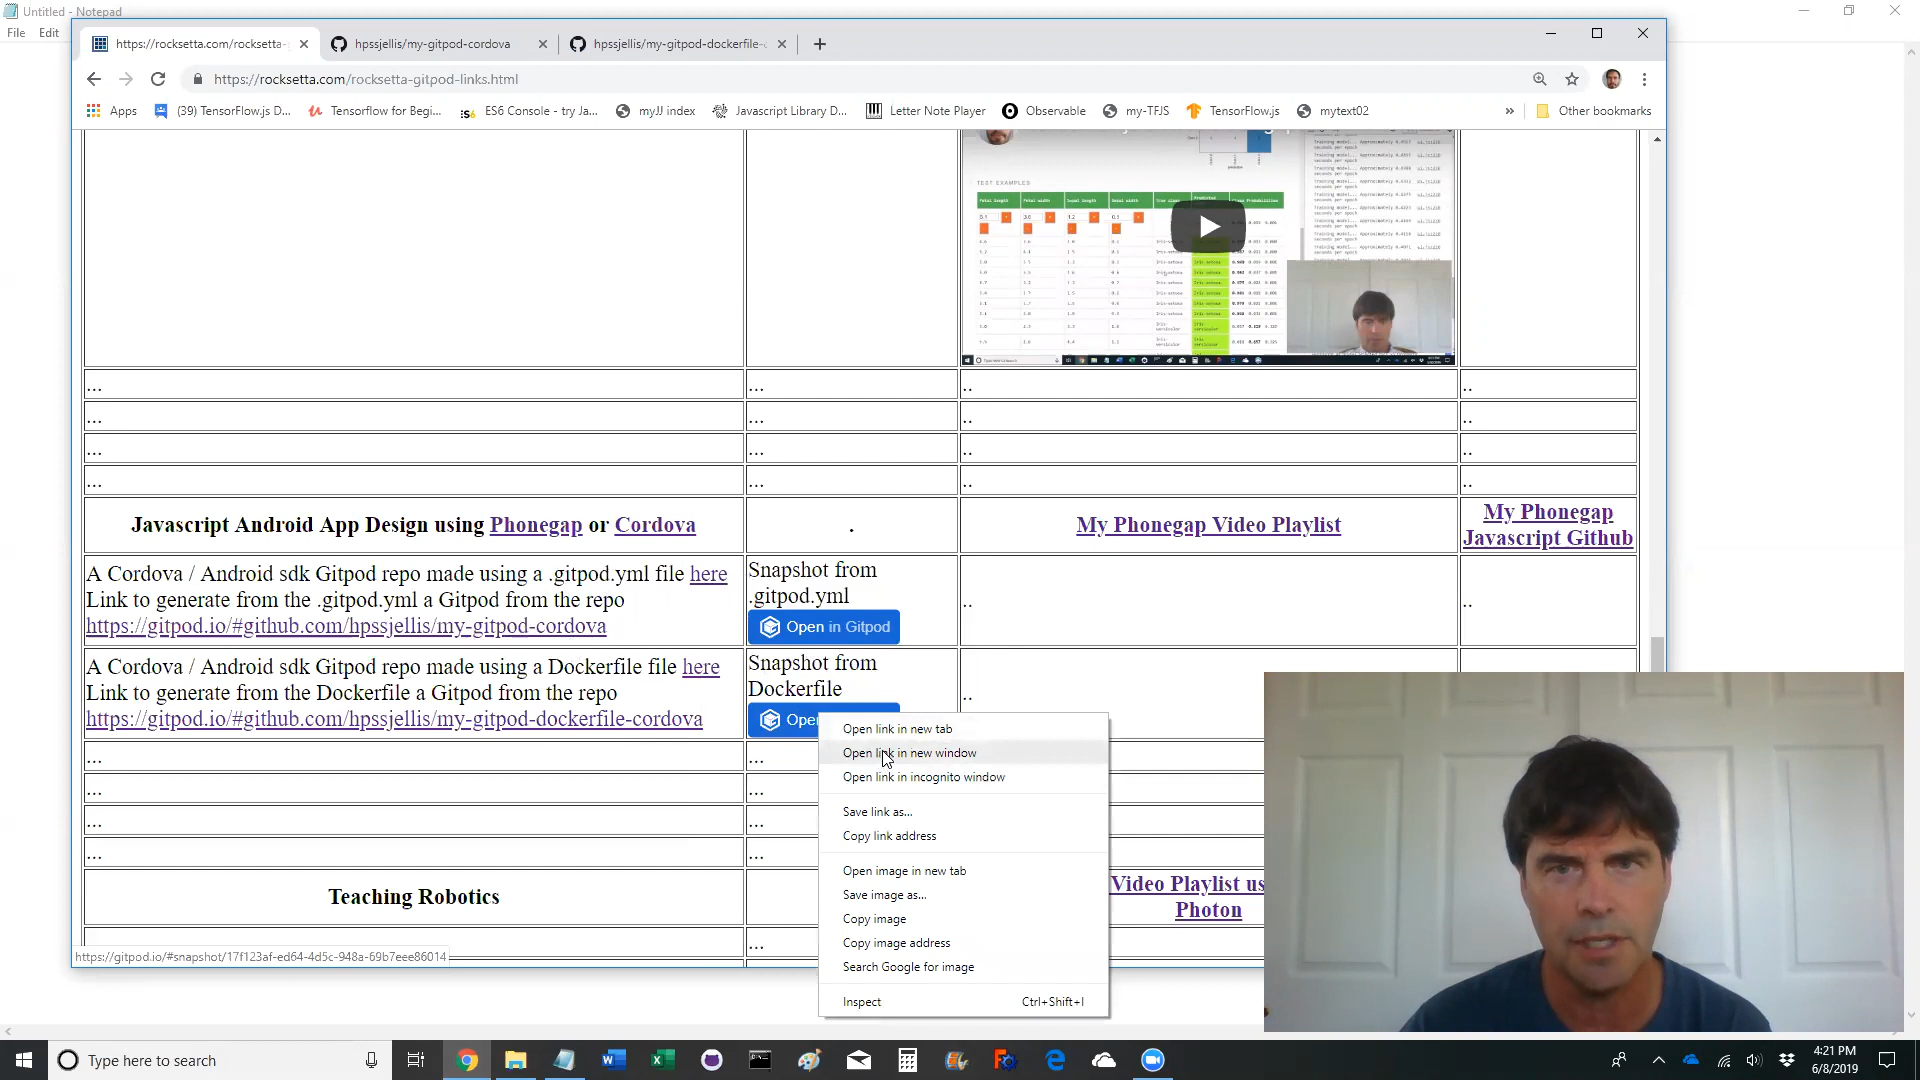 Untitled - Notepad
File Edit
https://rocksetta.com/rocksetta-
hpssjellis/my-gitpod-cordova
hpssjellis/my-gitpod-dockerfile-
https://rocksetta.com/rocksetta-gitpod-links.html
Apps
(39) TensorFlow.js D...
Tensorflow for Begi...
ES6 Console - try Ja...
myJJ index
Javascript Library D...
Letter Note Player
Observable
my-TFJS
TensorFlow.js
mytext02
»
Other bookmarks
TEST EXAMPLES
... ... .. ..
... ... .. ..
... ... .. ..
... ... .. ..
Javascript Android App Design using Phonegap or Cordova
.
My Phonegap Video Playlist
My Phonegap
Javascript Github
A Cordova / Android sdk Gitpod repo made using a .gitpod.yml file here
Link to generate from the .gitpod.yml a Gitpod from the repo
https://gitpod.io/#github.com/hpssjellis/my-gitpod-cordova
Snapshot from
.gitpod.yml
Open in Gitpod
..
..
A Cordova / Android sdk Gitpod repo made using a Dockerfile file here
Link to generate from the Dockerfile a Gitpod from the repo
https://gitpod.io/#github.com/hpssjellis/my-gitpod-dockerfile-cordova
Snapshot from
Dockerfile
Open
..
... ...
... ...
... ...
... ...
Teaching Robotics
Video Playlist us
Photon
...
https://gitpod.io/#snapshot/17f123af-ed64-4d5c-948a-69b7eee86014
Open link in new tab
Open link in new window
Open link in incognito window
Save link as...
Copy link address
Open image in new tab
Save image as...
Copy image
Copy image address
Search Google for image
Inspect Ctrl+Shift+I
Type here to search
4:21 PM
6/8/2019